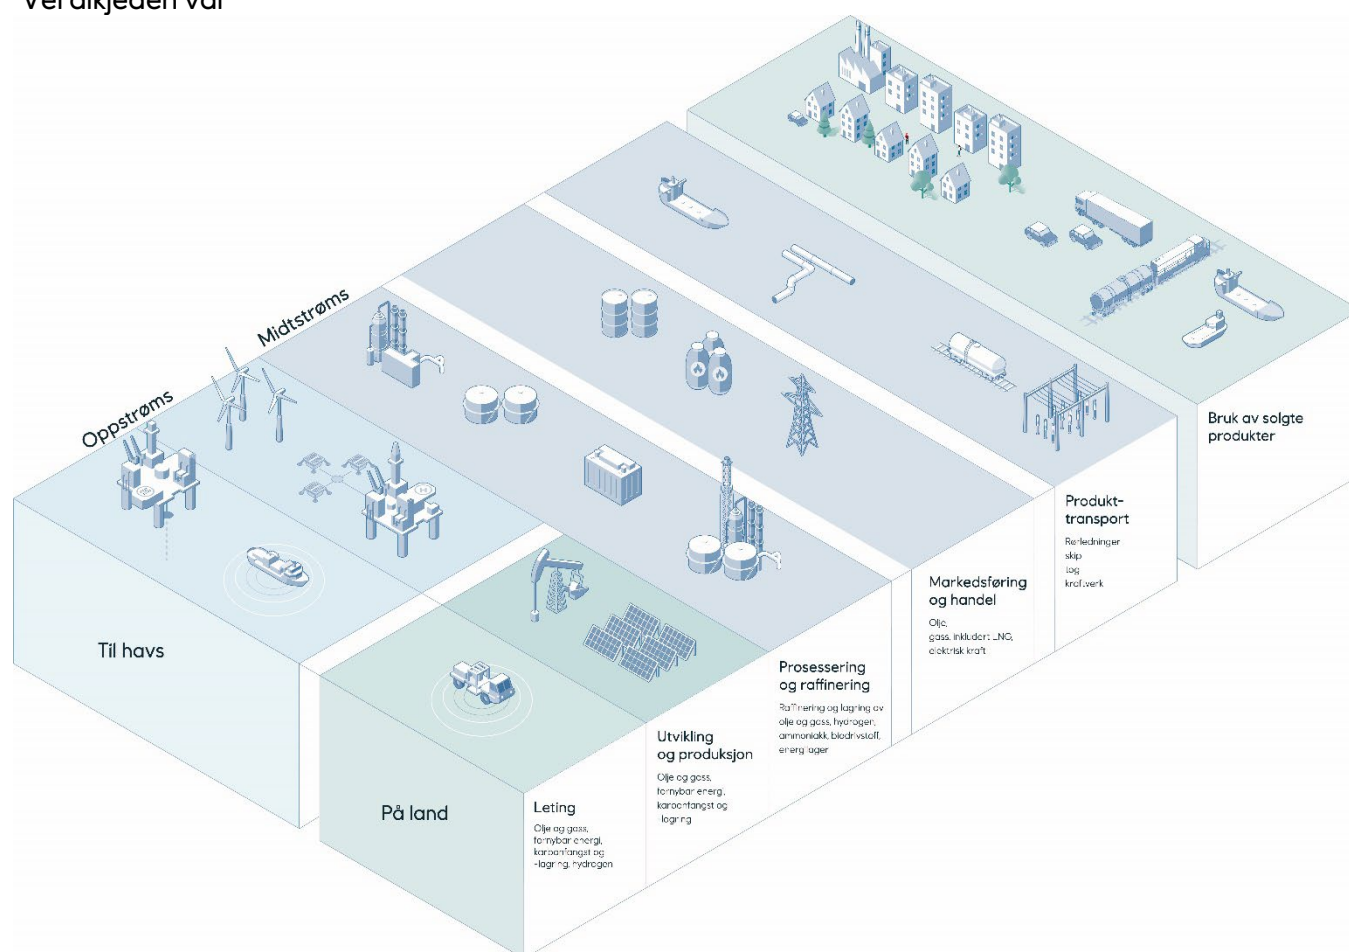 Verdikjeden vår
Oppstrøms
Midtstrøms
Til havs
På land
Leting
Olje og gass,
fornybar energi,
karbonfangst og
-lagring, hydrogen
Utvikling
og produksjon
Olje og gass,
fornybar energi,
karbonfangst og
-lagring
Prosessering
og raffinering
Raffinering og lagring av
olje og gass, hydrogen,
ammoniakk, biodrivstoff,
energilager
Markedsføring
og handel
Olje,
gass, inkludert LNG,
elektrisk kraft
Produkt-
transport
Rørledninger
skip
tog
kraftverk
Bruk av solgte
produkter